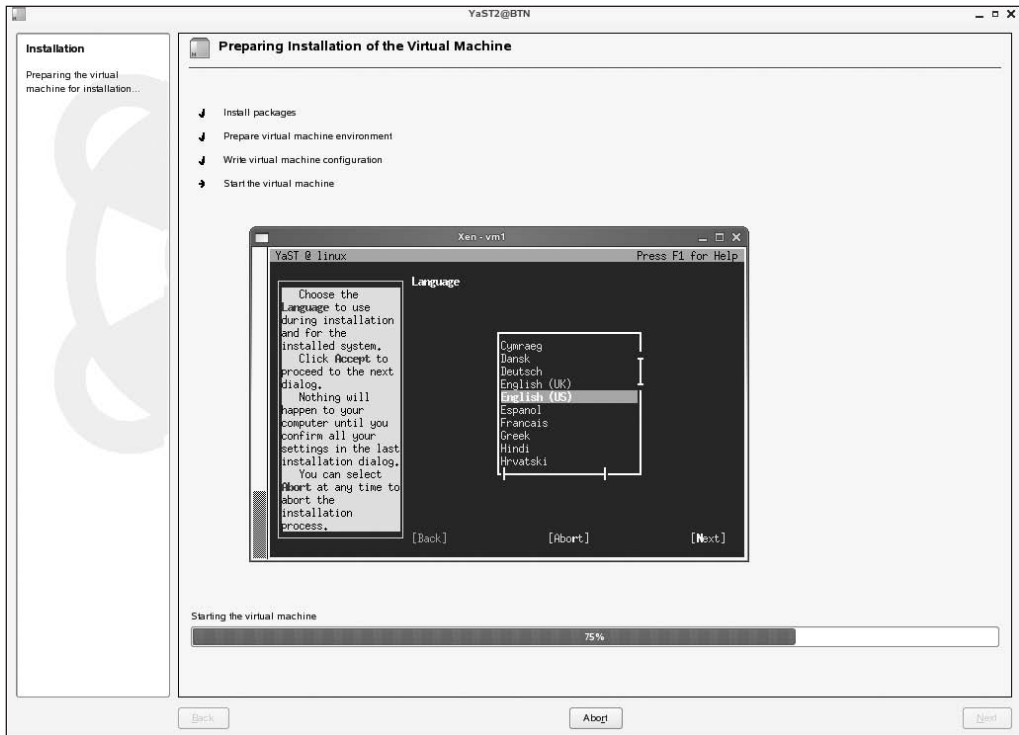 YaST2@BTN
Installation
Preparing the virtual
machine for installation...
Preparing Installation of the Virtual Machine
Install packages
Prepare virtual machine environment
Write virtual machine configuration
Start the virtual machine
Xen - vm1
YaST @ linux
Press F1 for Help
Choose the
Language to use
during installation
and for the
installed system.
Click Accept to
proceed to the next
dialog.
Nothing will
happen to your
computer until you
confirm all your
settings in the last
installation dialog.
You can select
Abort at any time to
abort the
installation
process.
Language
Cymraeg
Dansk
Deutsch
English (UK)
English (US)
Espanol
Francais
Greek
Hindi
Hrvatski
[Back]
[Abort]
[Next]
Starting the virtual machine
75%
Back
Abort
Next